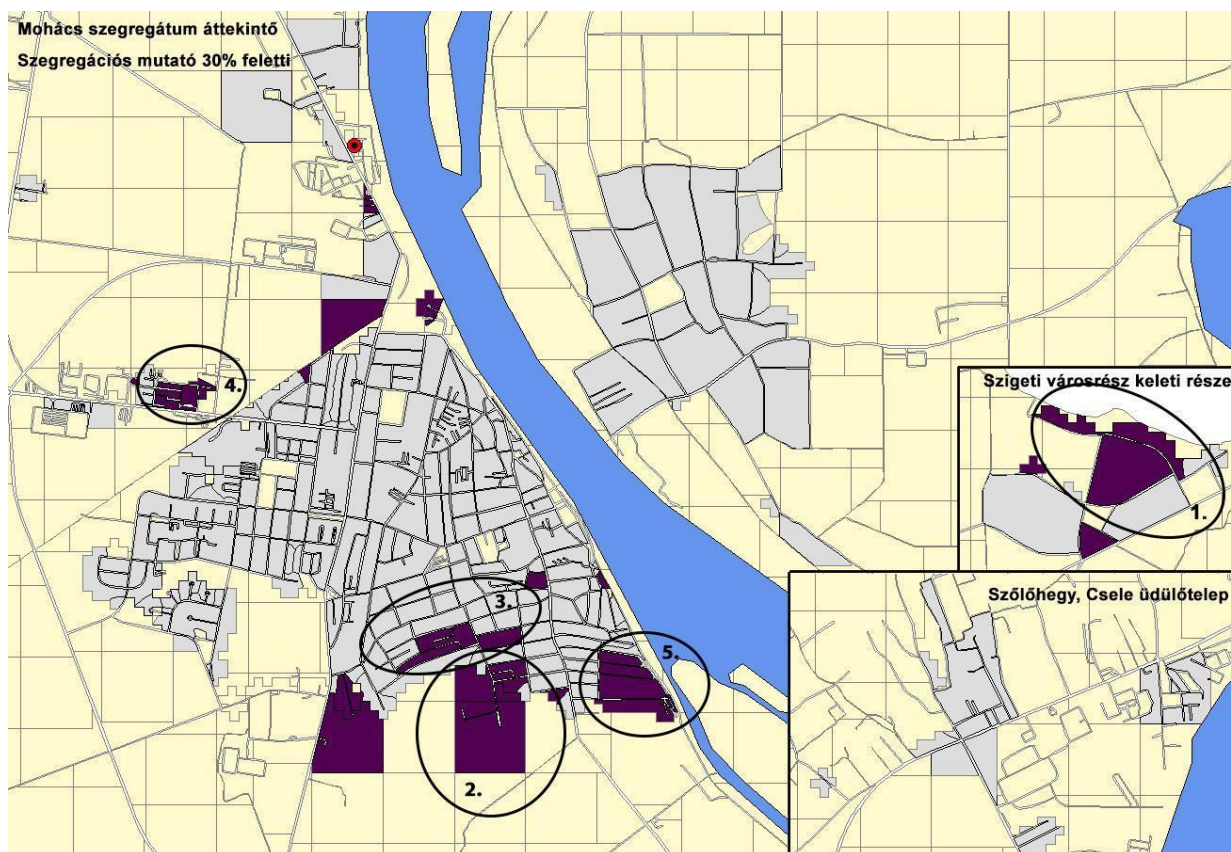 Mohács szegregátum áttekintő
Szegregációs mutató 30% feletti
4.
Szigeti városrész keleti része
1.
3.
5.
2.
Szőlőhegy, Csele üdülőtelep